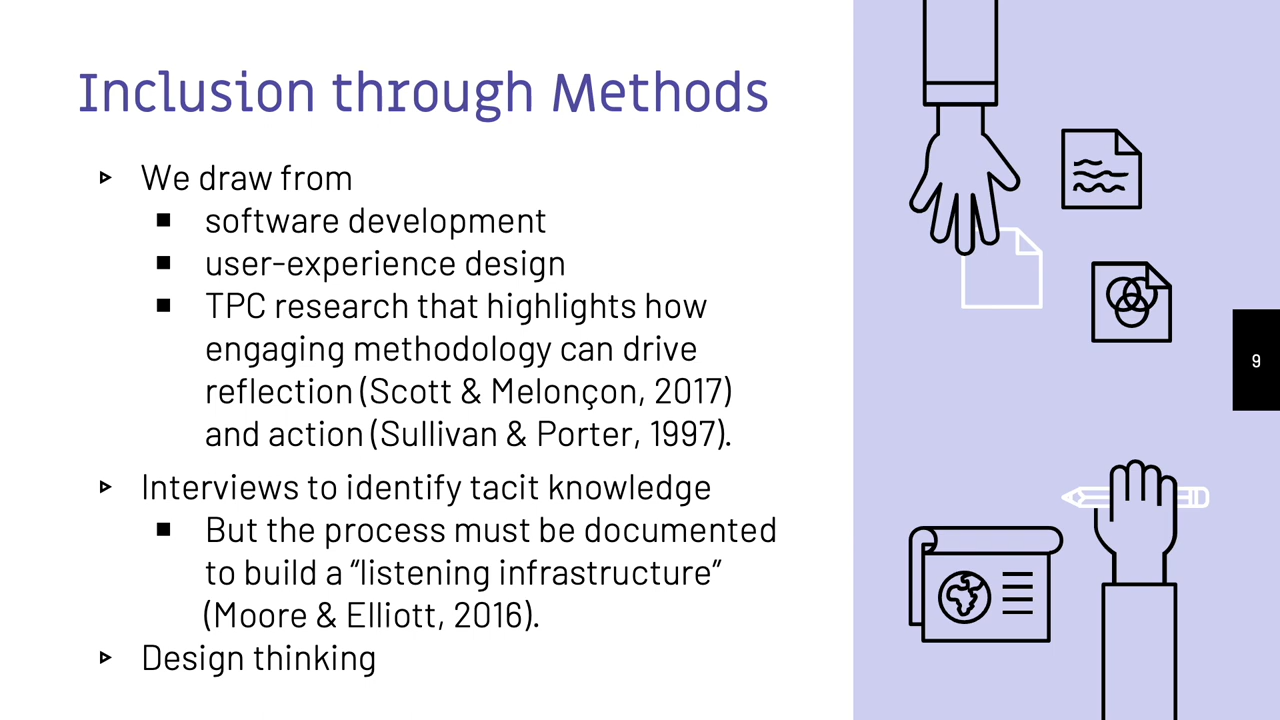 Inclusion through Methods
We draw from
software development
user-experience design
TPC research that highlights how
engaging methodology can drive
reflection (Scott & Melonçon, 2017)
and action (Sullivan & Porter, 1997).
Interviews to identify tacit knowledge
But the process must be documented
to build a “listening infrastructure”
(Moore & Elliott, 2016).
Design thinking
9